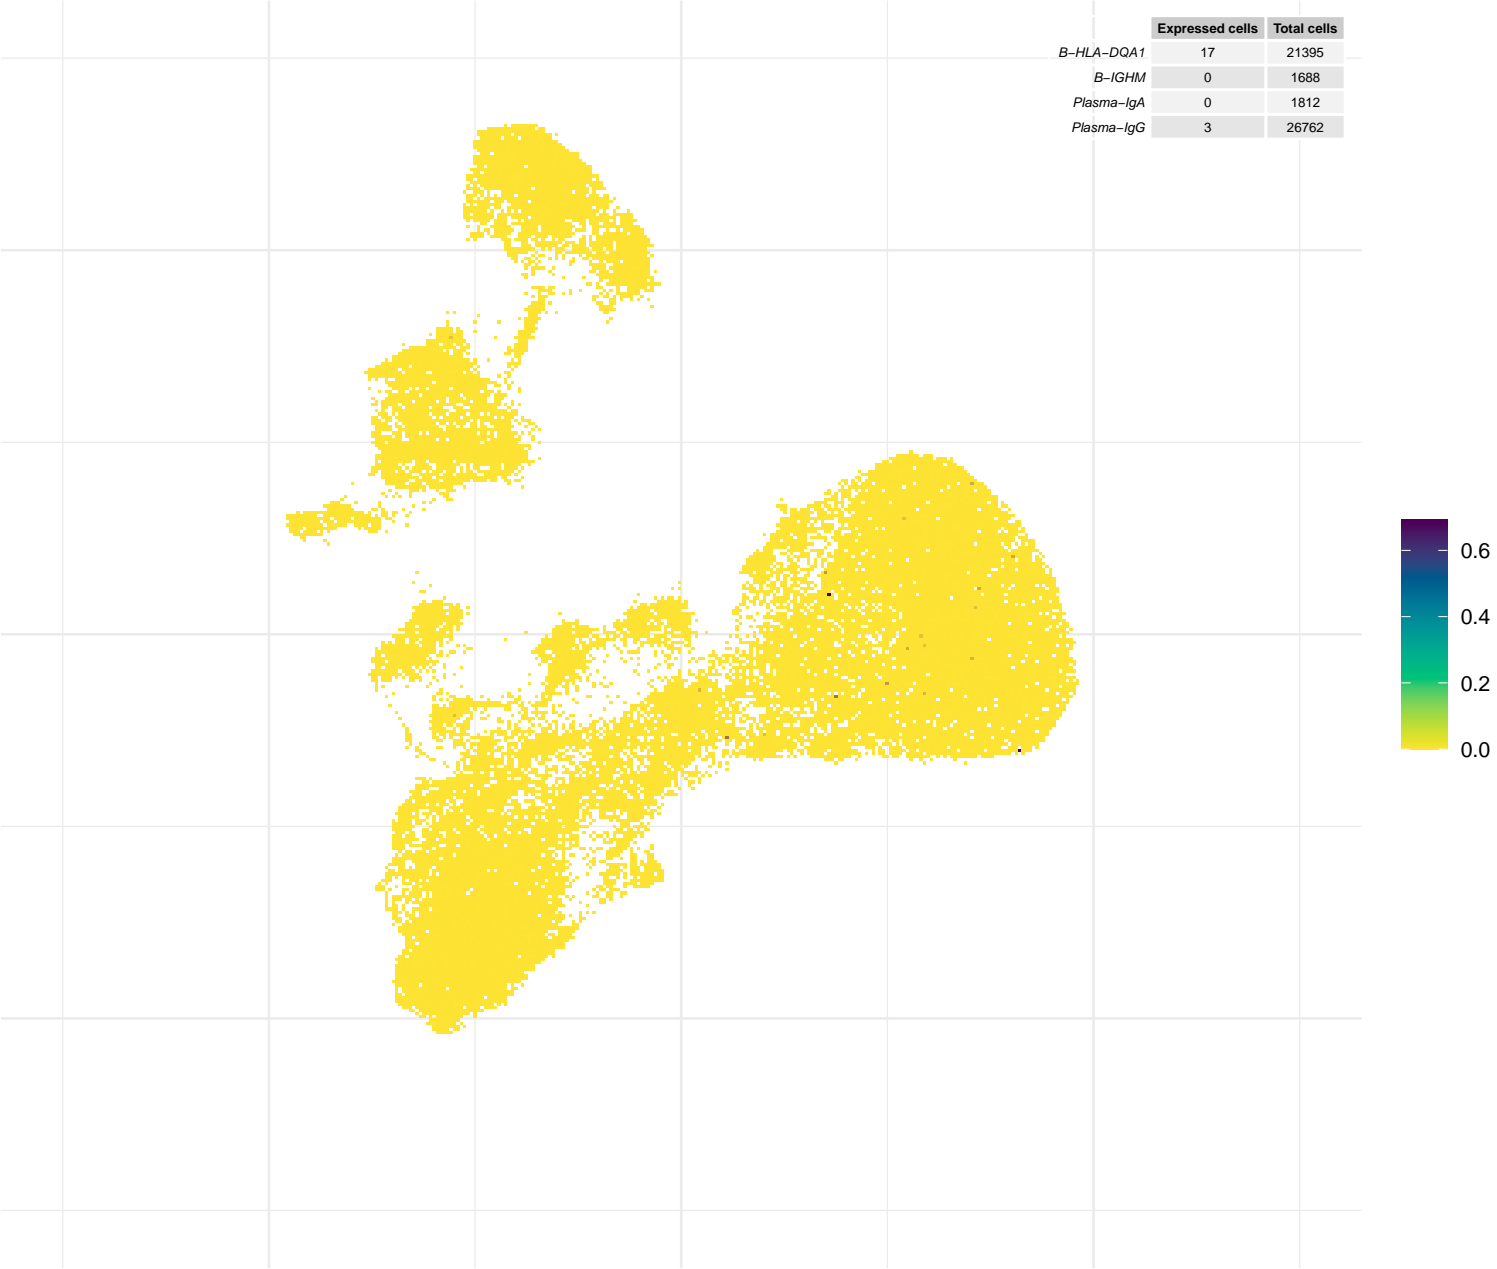 Expressed cells Total cells
B−HLA−DQA1 17 21395
B−IGHM 0 1688
Plasma−IgA 0 1812
Plasma−IgG 3 26762
0.6
0.4
0.2
0.0